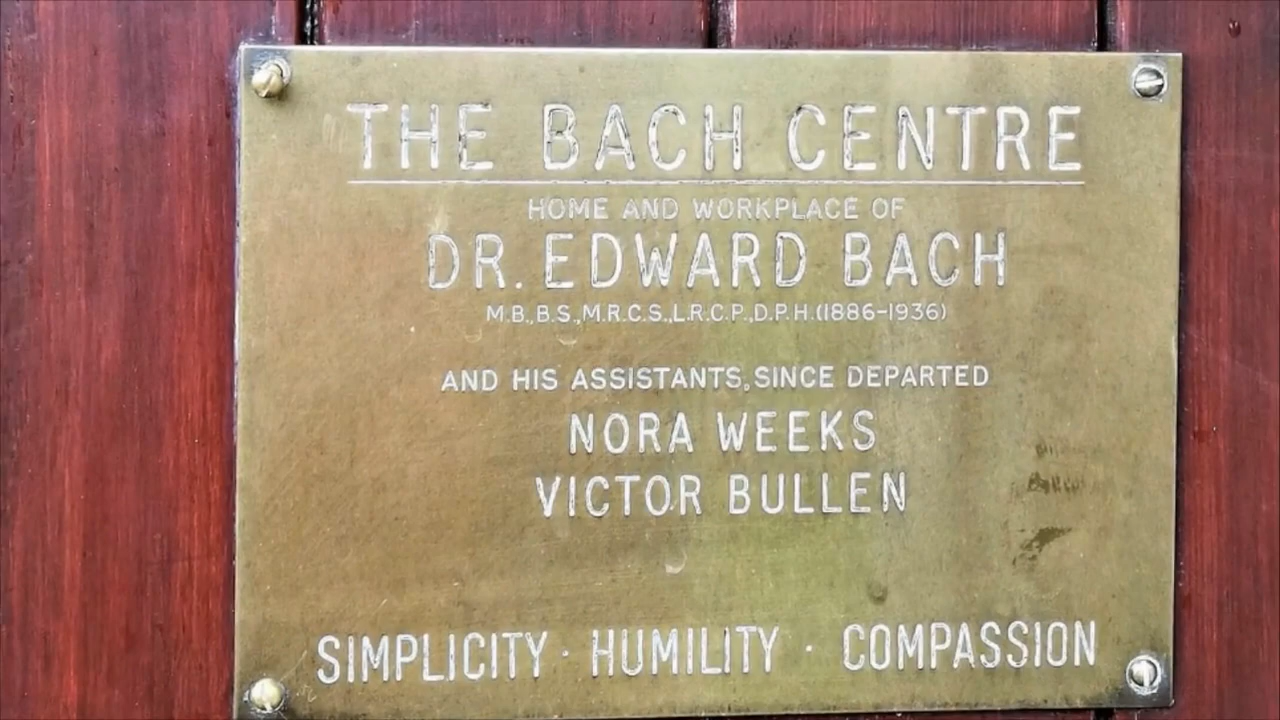 THE BACH CENTRE
HOME AND WORKPLACE OF
DR. EDWARD BACH
M.B.,B.S.,M.R.C.S.,L.R.C.P.,D.P.H.(1886-1936)
AND HIS ASSISTANTS, SINCE DEPARTED
NORA WEEKS
VICTOR BULLEN
SIMPLICITY · HUMILITY · COMPASSION